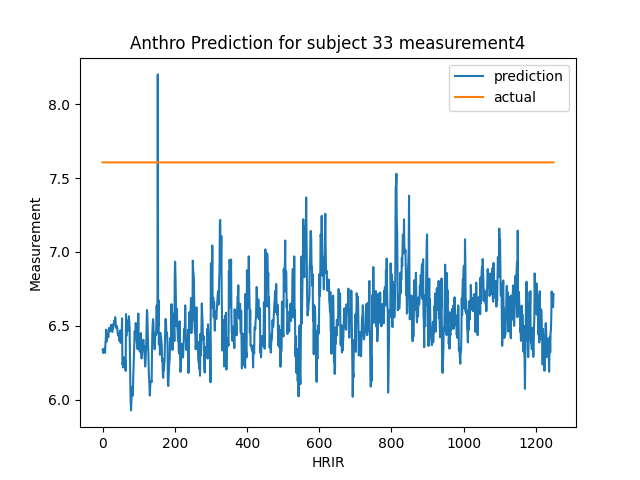 Anthro Prediction for subject 33 measurement4
prediction
actual
8.0
7.5
7.0
6.5
6.0
Measurement
0 200 400 600 800 1000 1200
HRIR